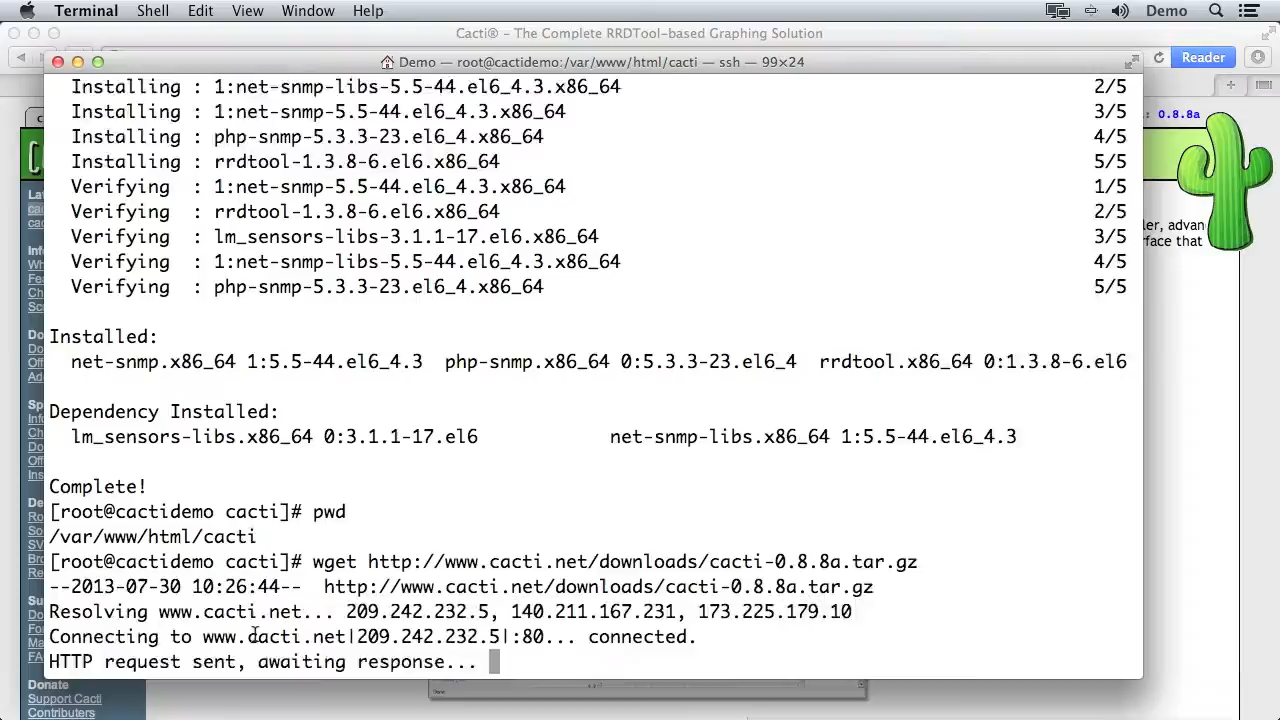 Terminal Shell Edit View Window Help Demo
Cacti® - The Complete RRDTool-based Graphing Solution
Demo — root@cactidemo:/var/www/html/cacti — ssh — 99×24
Reader
Installing : 1:net-snmp-libs-5.5-44.el6_4.3.x86_64 2/5
Installing : 1:net-snmp-5.5-44.el6_4.3.x86_64 3/5
: 0.8.8a
Installing : php-snmp-5.3.3-23.el6_4.x86_64 4/5
Installing : rrdtool-1.3.8-6.el6.x86_64 5/5
Verifying : 1:net-snmp-5.5-44.el6_4.3.x86_64 1/5
Verifying : rrdtool-1.3.8-6.el6.x86_64 2/5
ler, advan
Verifying : lm_sensors-libs-3.1.1-17.el6.x86_64 3/5
rface that
Verifying : 1:net-snmp-libs-5.5-44.el6_4.3.x86_64 4/5
Verifying : php-snmp-5.3.3-23.el6_4.x86_64 5/5
Installed:
net-snmp.x86_64 1:5.5-44.el6_4.3 php-snmp.x86_64 0:5.3.3-23.el6_4 rrdtool.x86_64 0:1.3.8-6.el6
Dependency Installed:
lm_sensors-libs.x86_64 0:3.1.1-17.el6 net-snmp-libs.x86_64 1:5.5-44.el6_4.3
Complete!
[root@cactidemo cacti]# pwd
/var/www/html/cacti
[root@cactidemo cacti]# wget http://www.cacti.net/downloads/cacti-0.8.8a.tar.gz
--2013-07-30 10:26:44-- http://www.cacti.net/downloads/cacti-0.8.8a.tar.gz
Resolving www.cacti.net... 209.242.232.5, 140.211.167.231, 173.225.179.10
Connecting to www.cacti.net|209.242.232.5|:80... connected.
HTTP request sent, awaiting response...
Donate
Support Cacti
Contributers